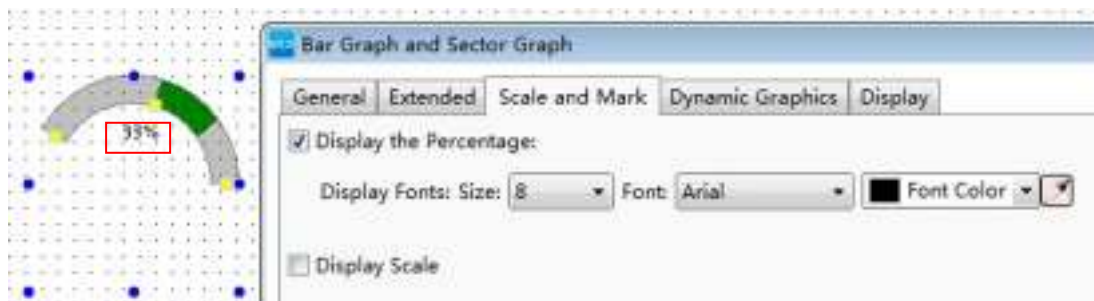 Bar Graph and Sector Graph
General Extended Scale and Mark Dynamic Graphics Display
33%
Display the Percentage:
Display Fonts: Size: 8 Font: Arial Font Color
Display Scale